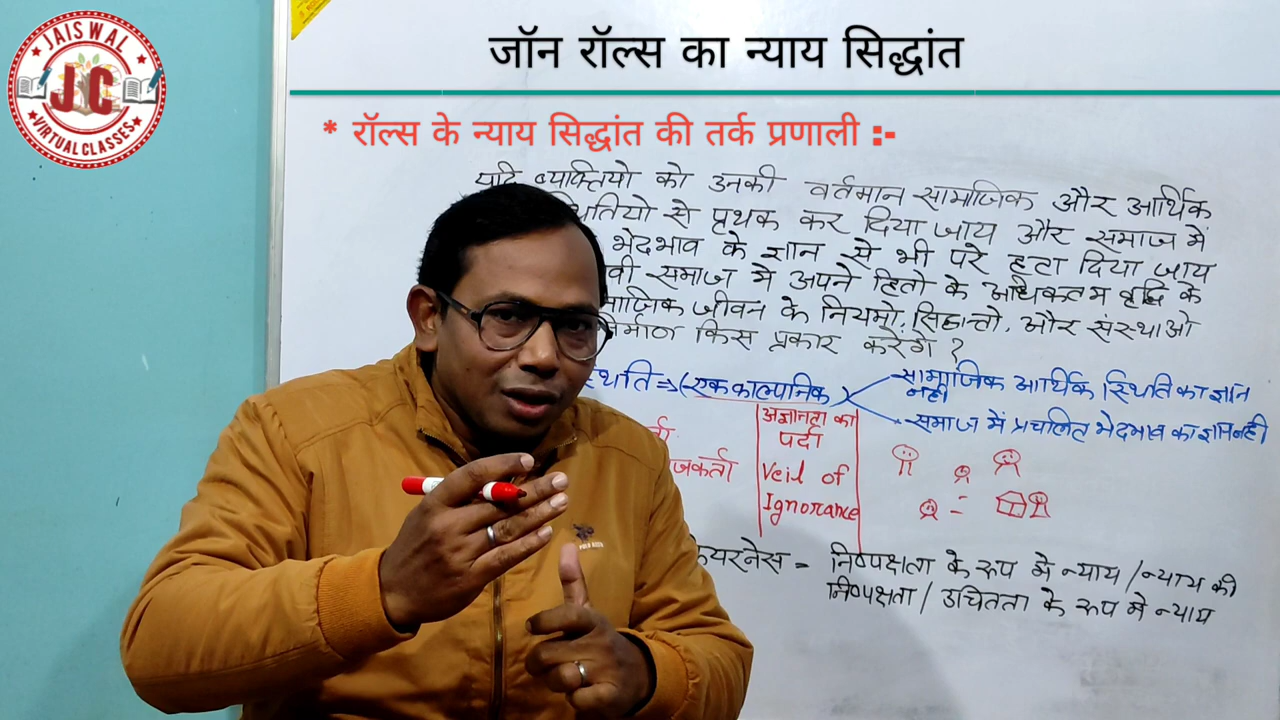 JAISWAL
JC
VIRTUAL CLASSES
जॉन रॉल्स का न्याय सिद्धांत
* रॉल्स के न्याय सिद्धांत की तर्क प्रणाली :-
यदि व्यक्तियो को उनकी वर्तमान सामाजिक और आर्थिक
से पृथक कर दिया जाय और समाज में
भेदभाव के ज्ञान से भी परे हटा दिया जाय
समाज मे अपने हितो के अधिकतम वृद्धि के
जीवन के नियमो, सिद्धान्तो, और संस्थाओ
किस प्रकार करेगे ?
⇒ (एक काल्पनिक)
सामाजिक आर्थिक स्थिति का ज्ञान
नही
समाज में प्रचलित भेदभाव का ज्ञान नही
अज्ञानता का
पर्दा
Veil of
Ignorance
= निष्पक्षता के रूप मे न्याय / न्याय की
निष्पक्षता / उचितता के रूप मे न्याय